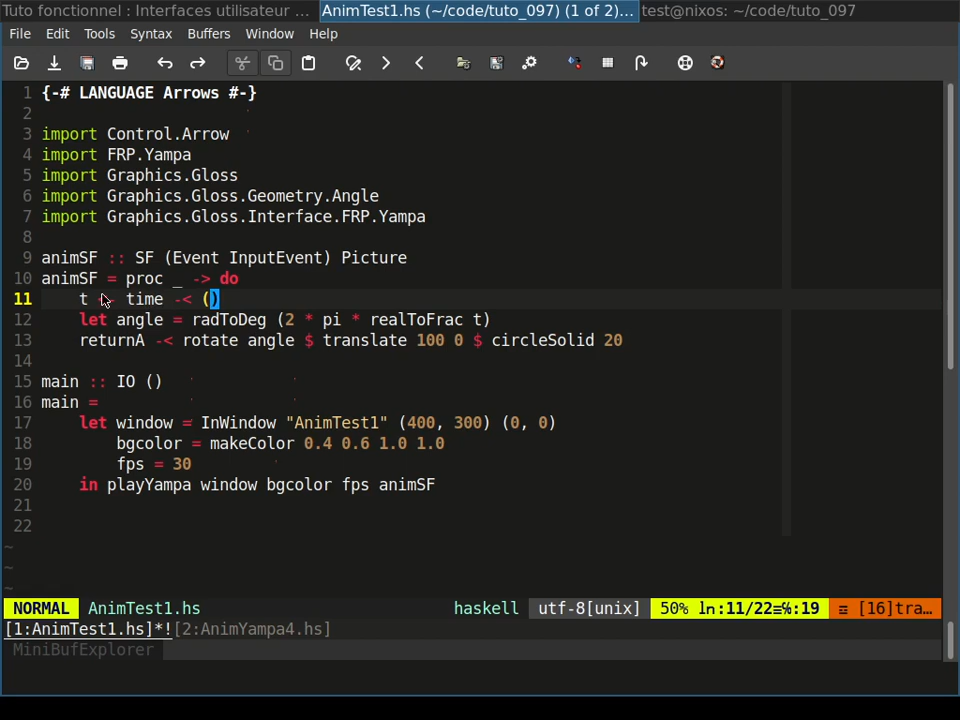 Tuto fonctionnel : Interfaces utilisateur ... AnimTest1.hs (~/code/tuto_097) (1 of 2)... test@nixos: ~/code/tuto_097
File Edit Tools Syntax Buffers Window Help
1 {-# LANGUAGE Arrows #-}
2
3 import Control.Arrow
4 import FRP.Yampa
5 import Graphics.Gloss
6 import Graphics.Gloss.Geometry.Angle
7 import Graphics.Gloss.Interface.FRP.Yampa
8
9 animSF :: SF (Event InputEvent) Picture
10 animSF = proc _ -> do
11 t <- time -< ()
12 let angle = radToDeg (2 * pi * realToFrac t)
13 returnA -< rotate angle $ translate 100 0 $ circleSolid 20
14
15 main :: IO ()
16 main =
17 let window = InWindow "AnimTest1" (400, 300) (0, 0)
18 bgcolor = makeColor 0.4 0.6 1.0 1.0
19 fps = 30
20 in playYampa window bgcolor fps animSF
21
22
~
~
~
NORMAL AnimTest1.hs haskell utf-8[unix] 50% ln:11/22≡℅:19 ☲ [16]tra...
[1:AnimTest1.hs]*![2:AnimYampa4.hs]
MiniBufExplorer